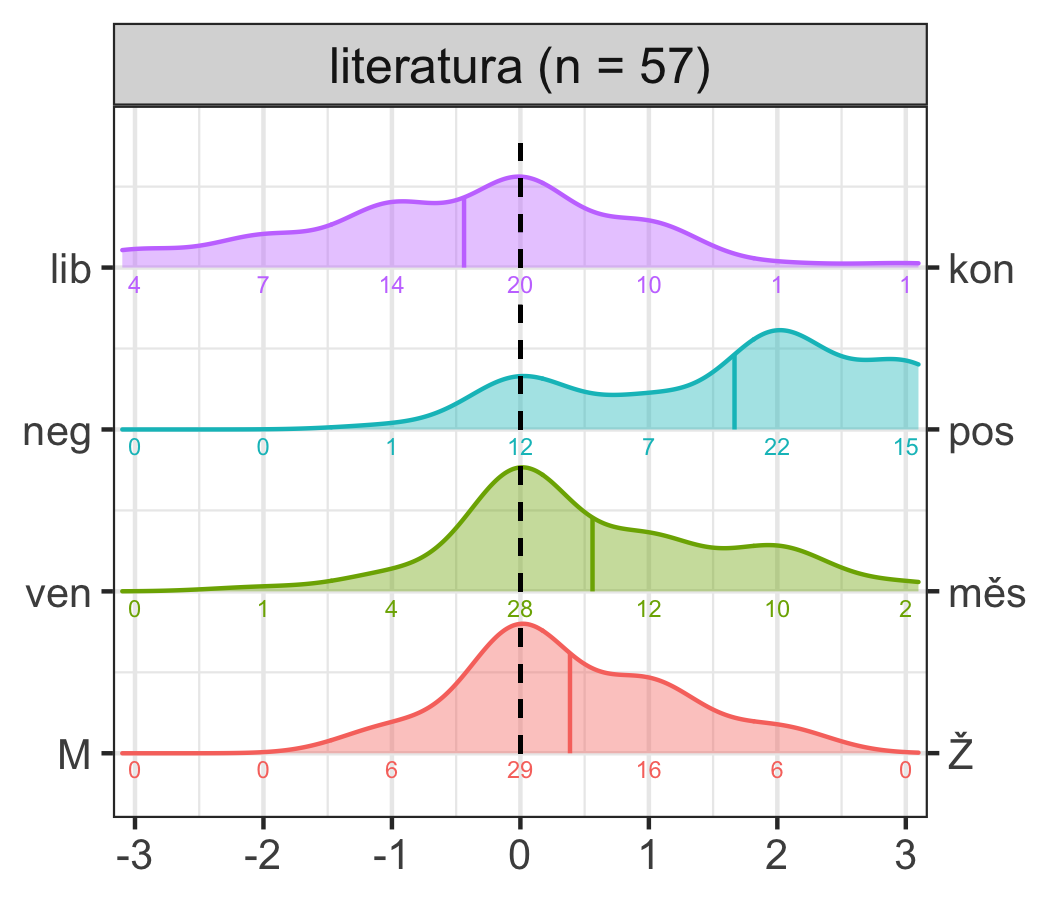 literatura (n = 57)
lib kon
4 7 14 20 10 1 1
neg pos
0 0 1 12 7 22 15
ven měs
0 1 4 28 12 10 2
M Ž
0 0 6 29 16 6 0
-3 -2 -1 0 1 2 3